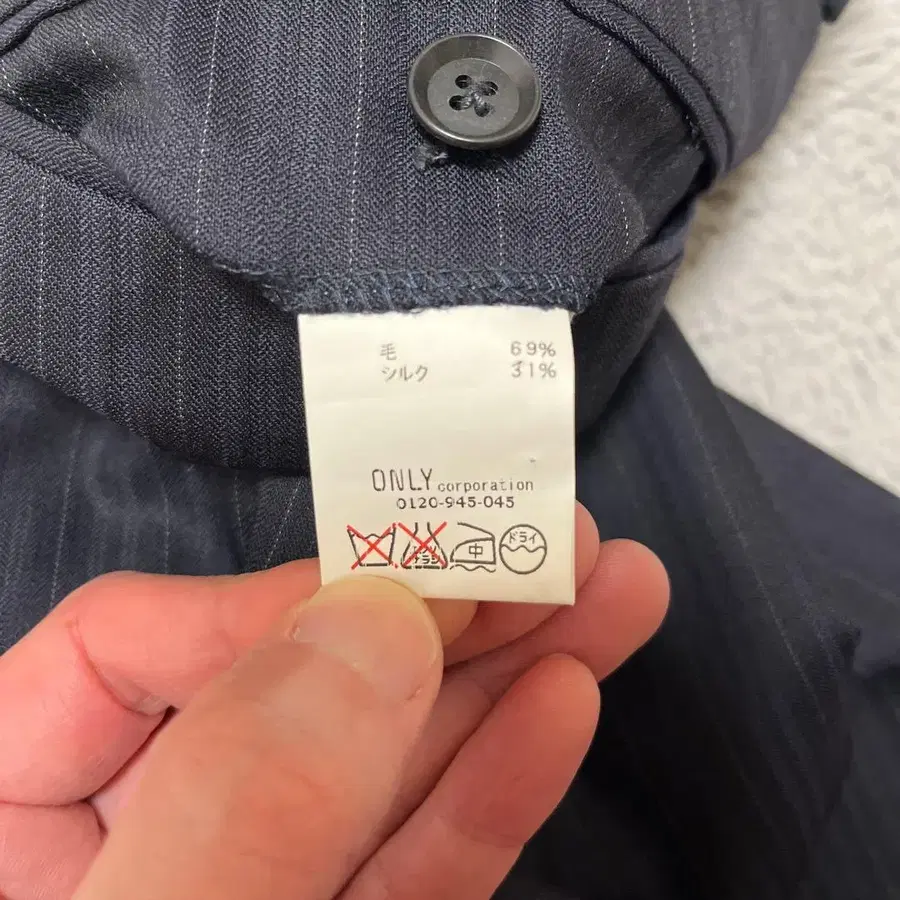 毛 69%
シルク 31%
ONLY corporation
0120-945-045
中 ドライ